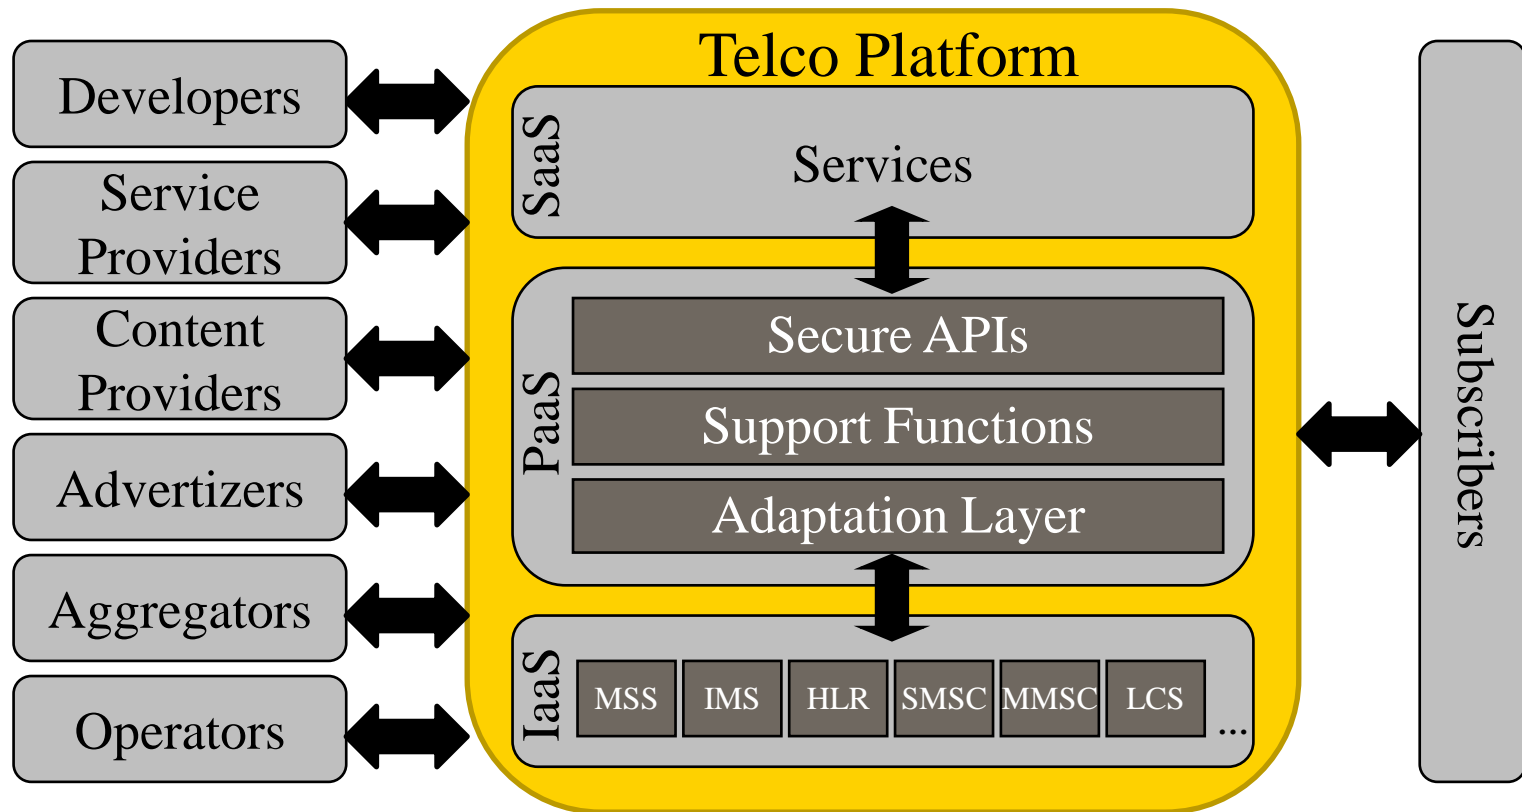 Telco Platform
Developers
Service
Providers
Content
Providers
Advertizers
Aggregators
Operators
SaaS
Services
PaaS
Secure APIs
Support Functions
Adaptation Layer
IaaS
MSS
IMS
HLR
SMSC
MMSC
LCS
...
Subscribers